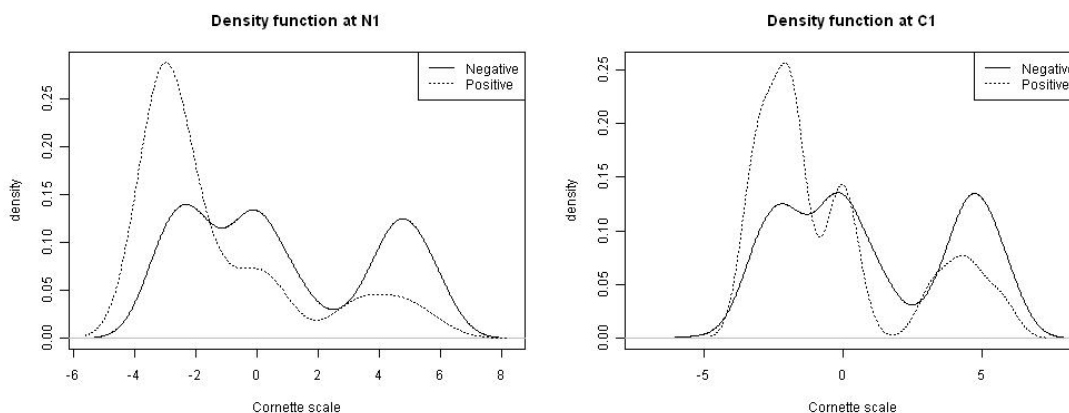 Density function at N1
Negative
Positive
density
0.00
0.05
0.10
0.15
0.20
0.25
-6
-4
-2
0
2
4
6
8
Cornette scale
Density function at C1
Negative
Positive
density
0.00
0.05
0.10
0.15
0.20
0.25
-5
0
5
Cornette scale